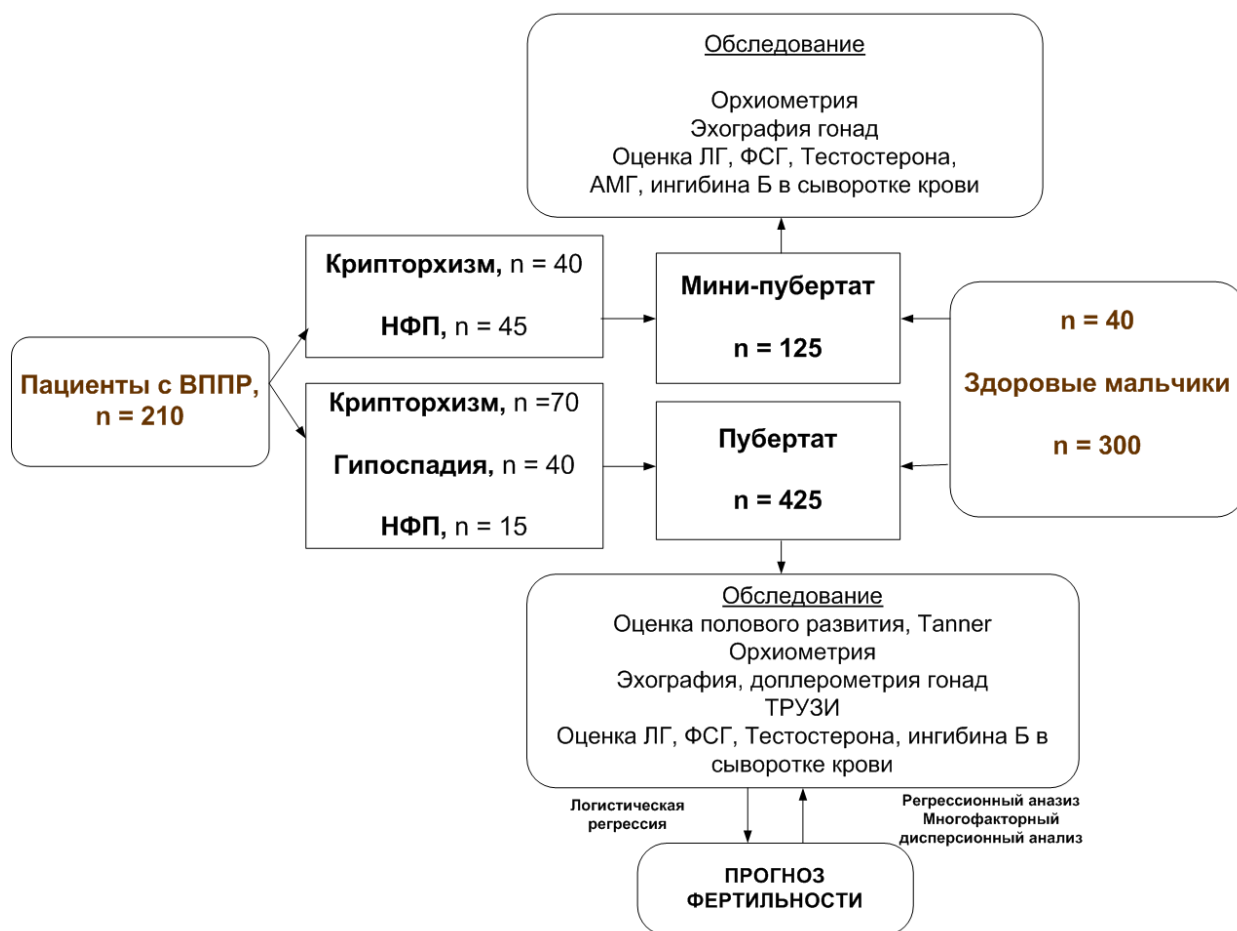 Обследование
Орхиометрия
Эхография гонад
Оценка ЛГ, ФСГ, Тестостерона,
АМГ, ингибина Б в сыворотке крови
Пациенты с ВППР,
n = 210
Крипторхизм, n = 40
НФП, n = 45
Мини-пубертат
n = 125
n = 40
Здоровые мальчики
n = 300
Крипторхизм, n =70
Гипоспадия, n = 40
НФП, n = 15
Пубертат
n = 425
Обследование
Оценка полового развития, Tanner
Орхиометрия
Эхография, доплерометрия гонад
ТРУЗИ
Оценка ЛГ, ФСГ, Тестостерона, ингибина Б в
сыворотке крови
Логистическая
регрессия
Регрессионный аназиз
Многофакторный
дисперсионный анализ
ПРОГНОЗ
ФЕРТИЛЬНОСТИ